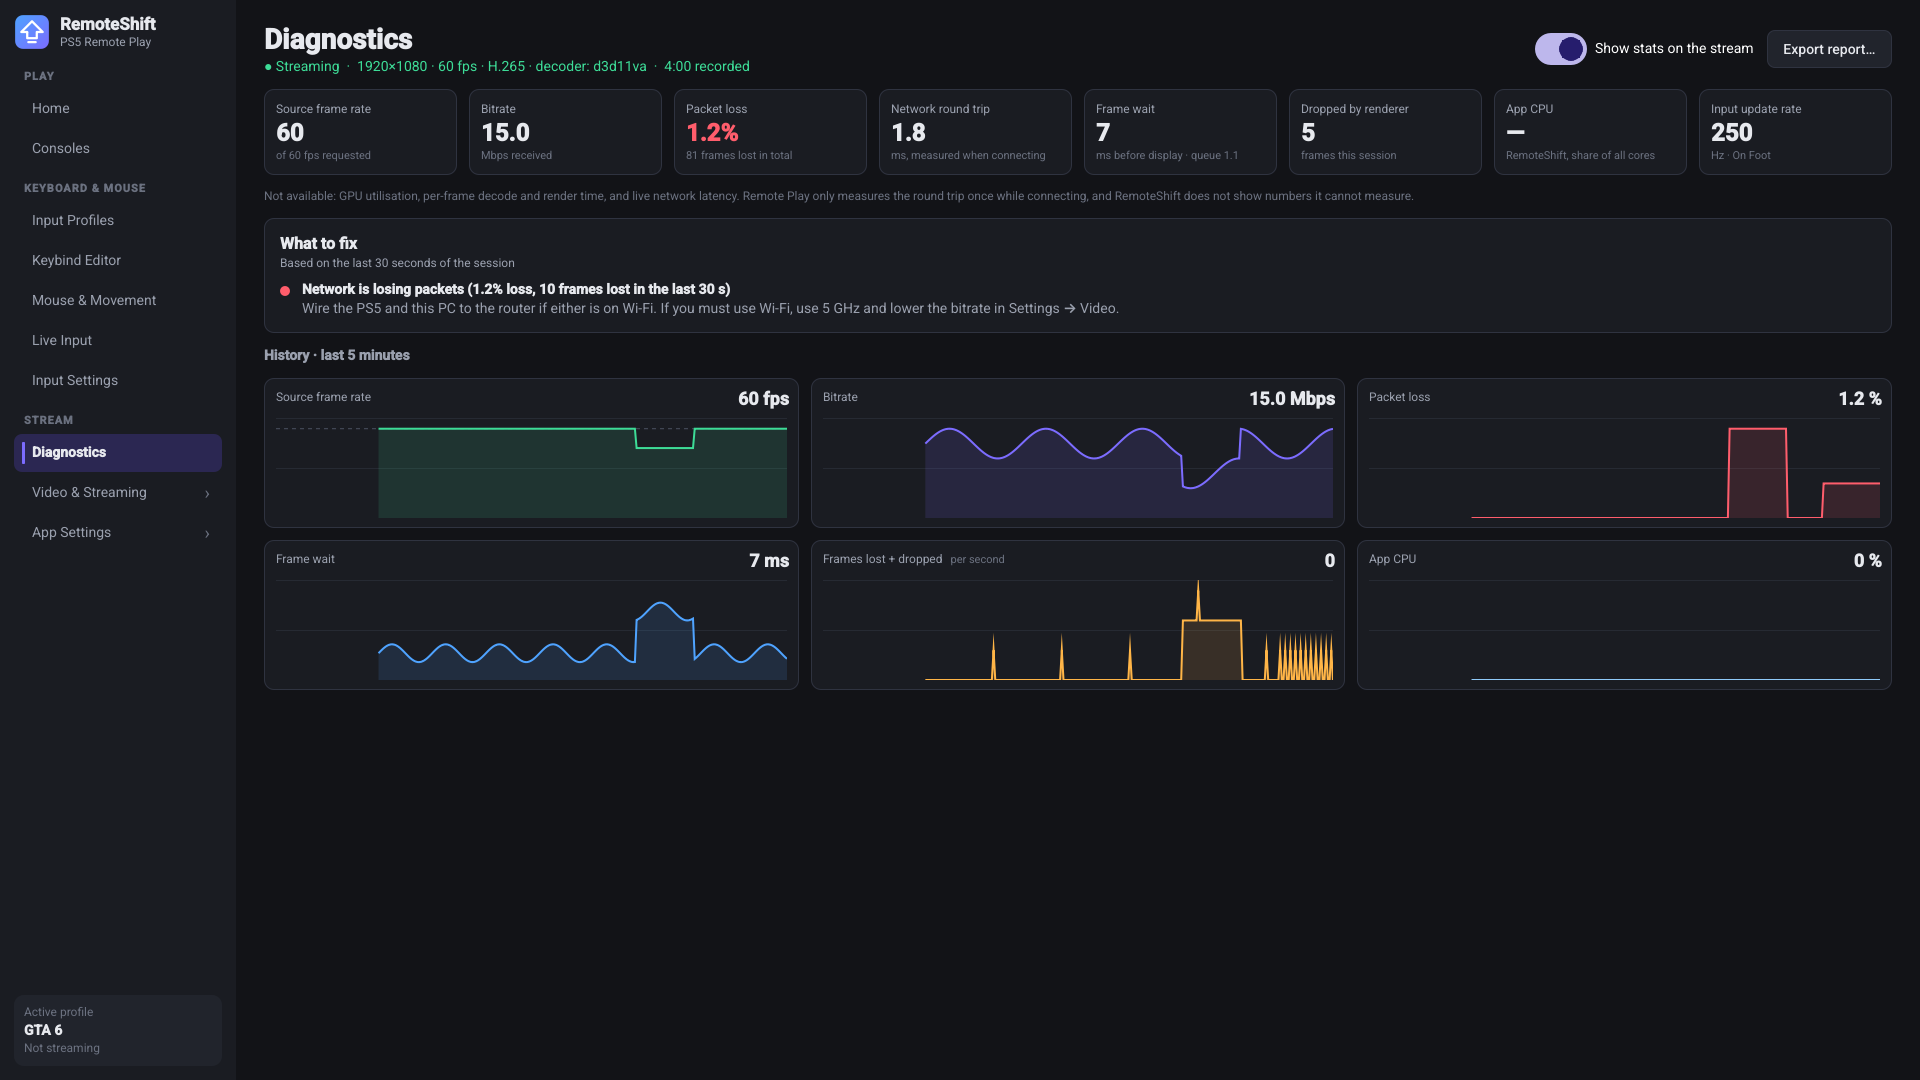 RemoteShift
PS5 Remote Play
PLAY
Home
Consoles
KEYBOARD & MOUSE
Input Profiles
Keybind Editor
Mouse & Movement
Live Input
Input Settings
STREAM
Diagnostics
Video & Streaming ›
App Settings ›
Active profile
GTA 6
Not streaming
Diagnostics
● Streaming · 1920×1080 · 60 fps · H.265 · decoder: d3d11va · 4:00 recorded
Show stats on the stream
Export report...
Source frame rate
60
of 60 fps requested
Bitrate
15.0
Mbps received
Packet loss
1.2%
81 frames lost in total
Network round trip
1.8
ms, measured when connecting
Frame wait
7
ms before display · queue 1.1
Dropped by renderer
5
frames this session
App CPU
—
RemoteShift, share of all cores
Input update rate
250
Hz · On Foot
Not available: GPU utilisation, per-frame decode and render time, and live network latency. Remote Play only measures the round trip once while connecting, and RemoteShift does not show numbers it cannot measure.
What to fix
Based on the last 30 seconds of the session
Network is losing packets (1.2% loss, 10 frames lost in the last 30 s)
Wire the PS5 and this PC to the router if either is on Wi-Fi. If you must use Wi-Fi, use 5 GHz and lower the bitrate in Settings → Video.
History · last 5 minutes
Source frame rate 60 fps
Bitrate 15.0 Mbps
Packet loss 1.2 %
Frame wait 7 ms
Frames lost + dropped per second 0
App CPU 0 %